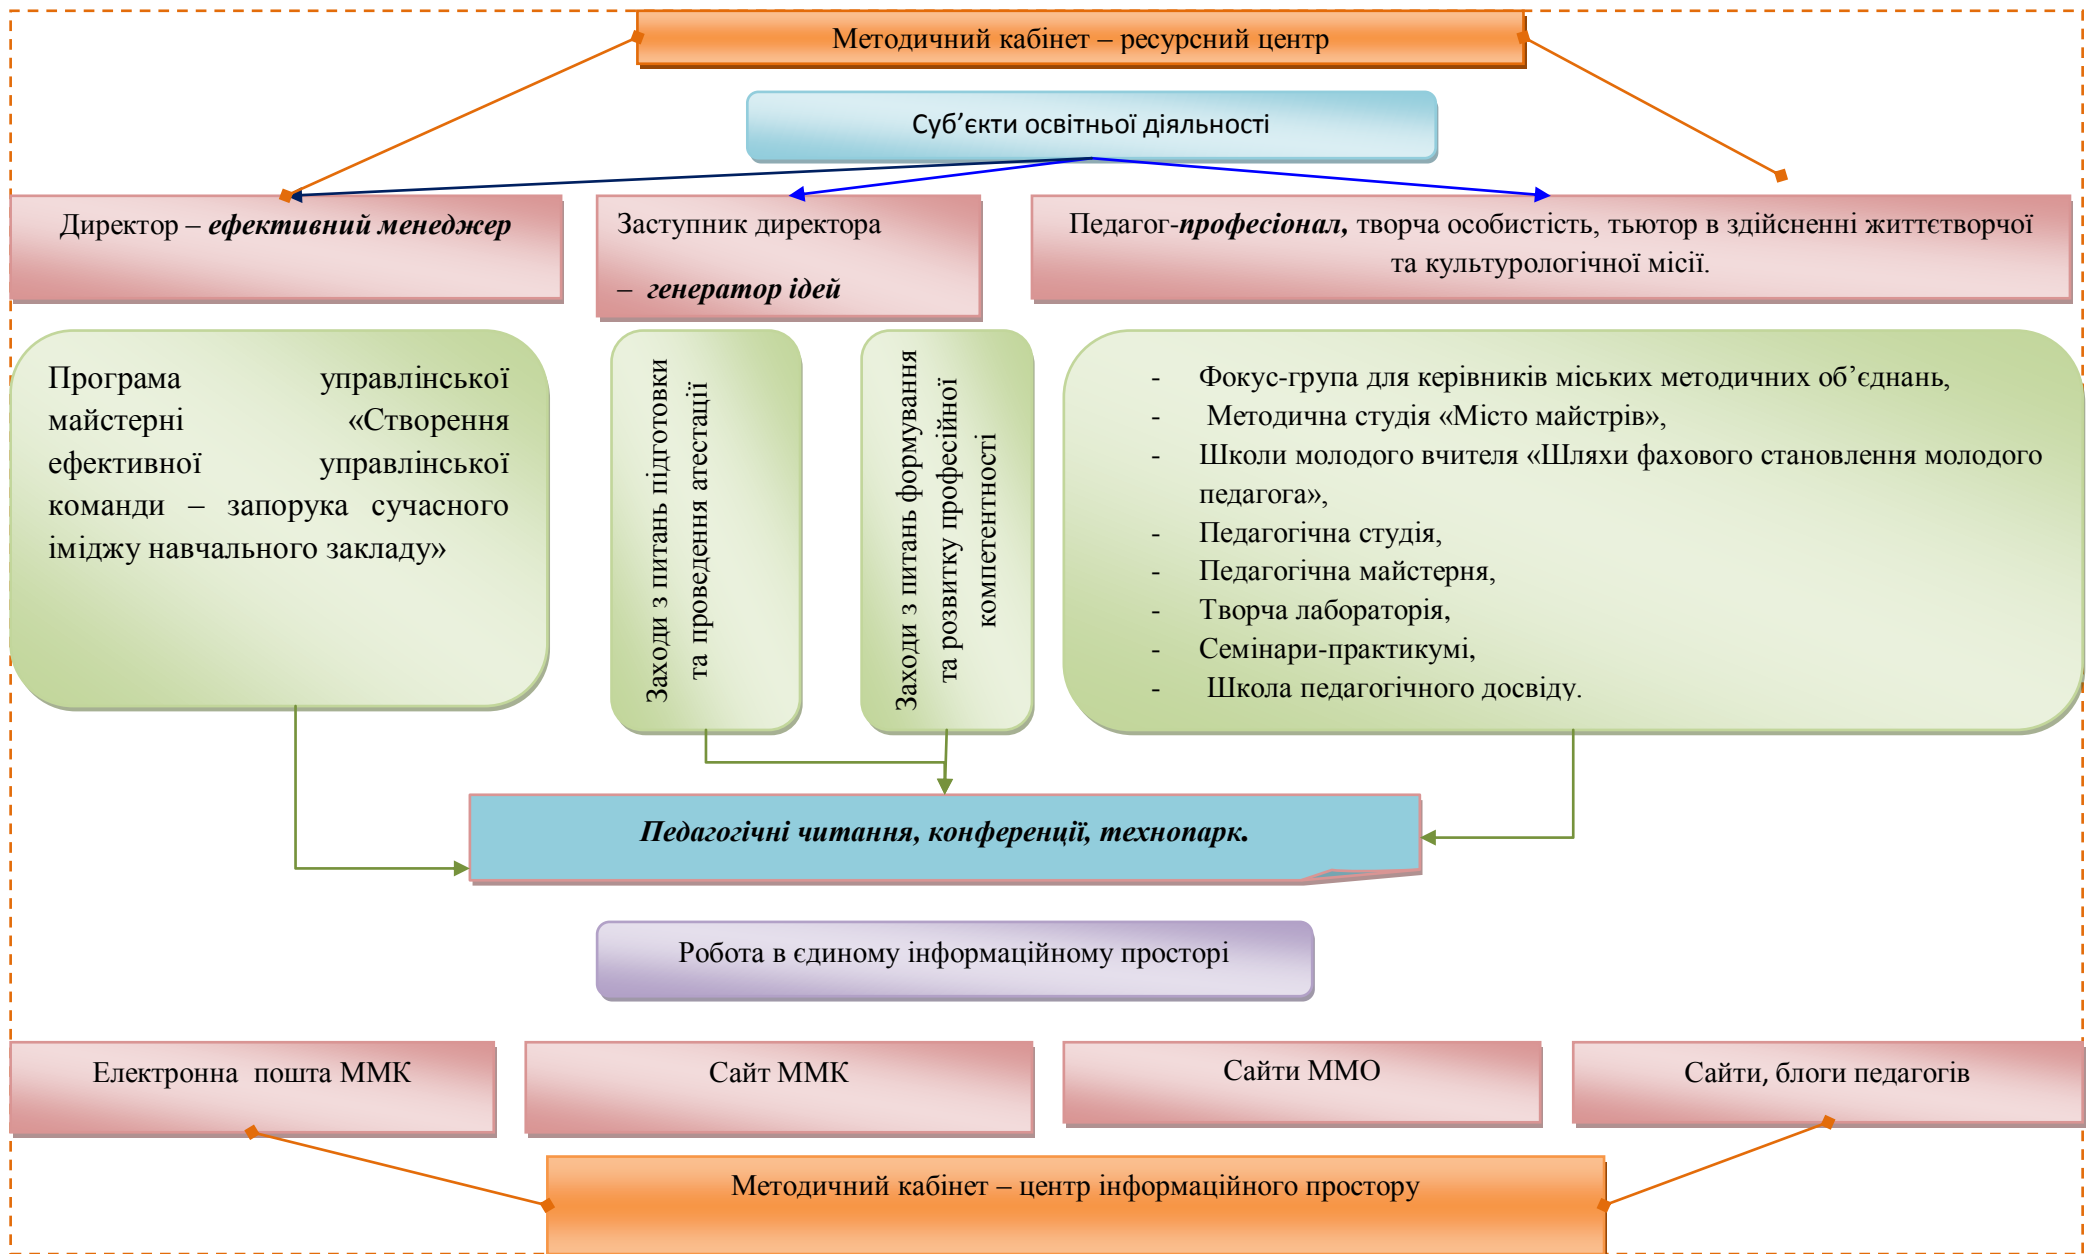 Методичний кабінет – ресурсний центр
Суб’єкти освітньої діяльності
Директор – ефективний менеджер
Заступник директора
– генератор ідей
Педагог-професіонал, творча особистість, тьютор в здійсненні життєтворчої
та культурологічної місії.
Програма управлінської
майстерні «Створення
ефективної управлінської
команди – запорука сучасного
іміджу навчального закладу»
Заходи з питань підготовки
та проведення атестації
Заходи з питань формування
та розвитку професійної
компетентності
- Фокус-група для керівників міських методичних об’єднань,
- Методична студія «Місто майстрів»,
- Школи молодого вчителя «Шляхи фахового становлення молодого
педагога»,
- Педагогічна студія,
- Педагогічна майстерня,
- Творча лабораторія,
- Семінари-практикумі,
- Школа педагогічного досвіду.
Педагогічні читання, конференції, технопарк.
Робота в єдиному інформаційному просторі
Електронна пошта ММК
Сайт ММК
Сайти ММО
Сайти, блоги педагогів
Методичний кабінет – центр інформаційного простору